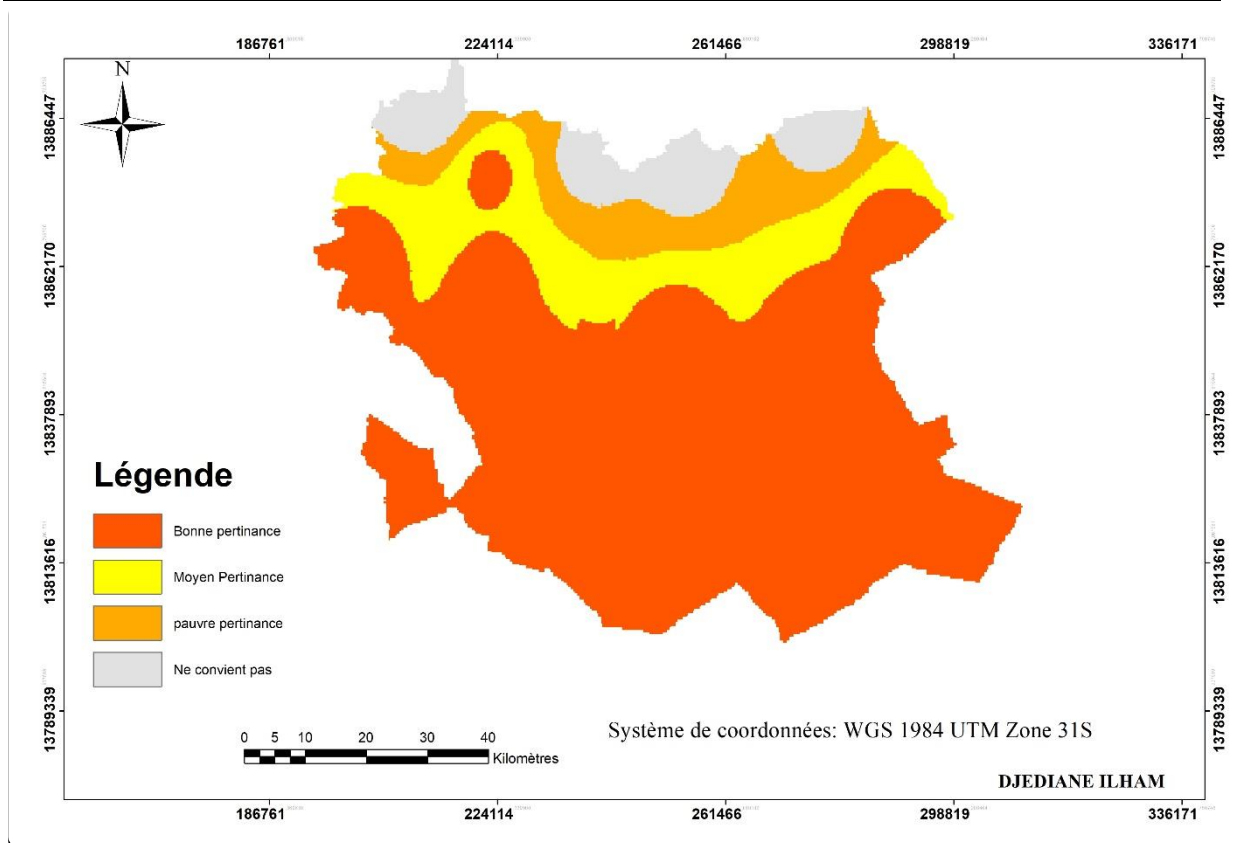 186761
224114
261466
298819
336171
N
13886447
13886447
13862170
13862170
13837893
13837893
Légende
Bonne pertinance
Moyen Pertinance
pauvre pertinance
Ne convient pas
13813616
13813616
13789339
13789339
0 5 10 20 30 40
Kilomètres
Système de coordonnées: WGS 1984 UTM Zone 31S
DJEDIANE ILHAM
186761
224114
261466
298819
336171